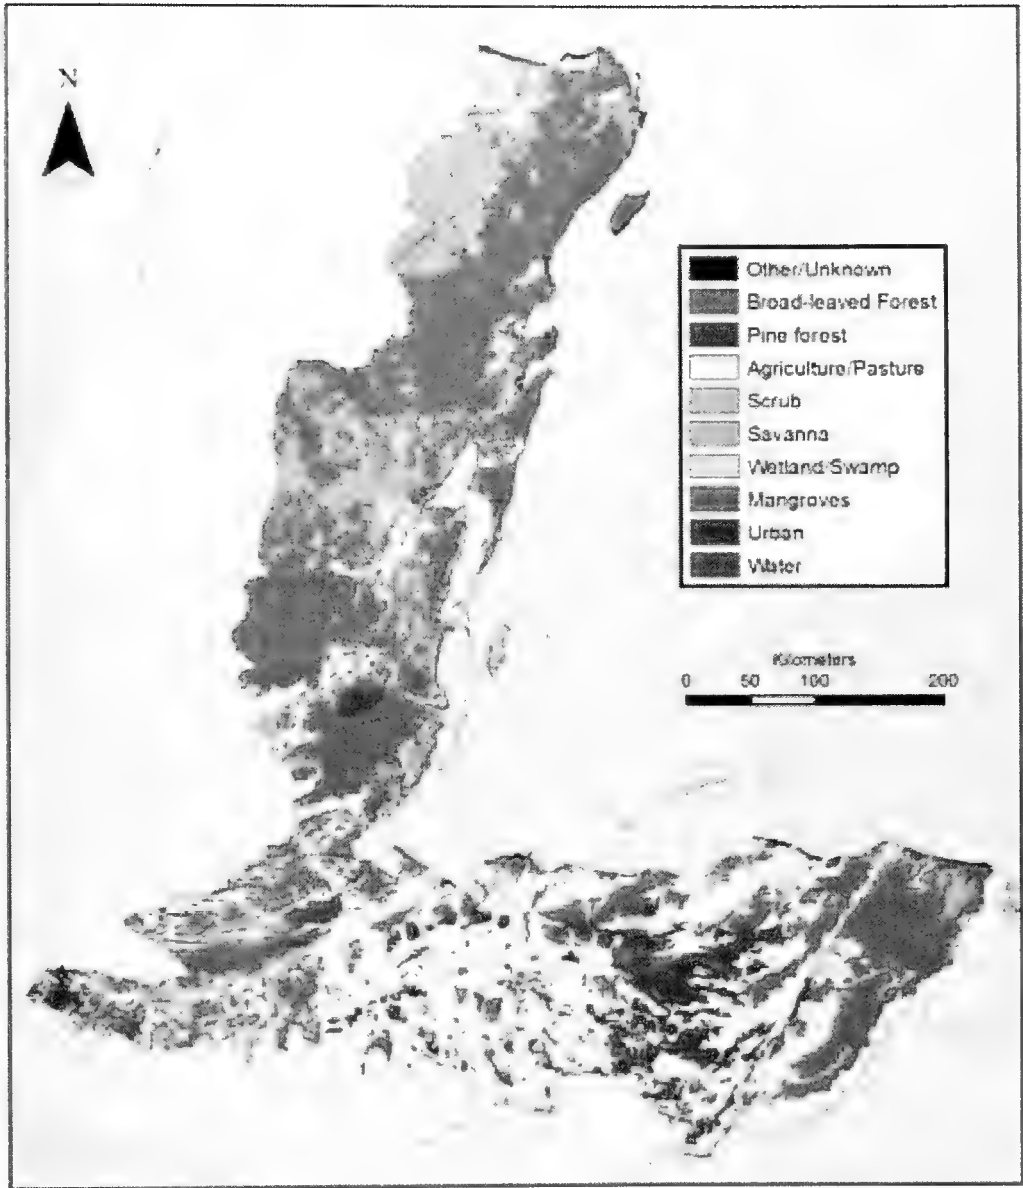 N
Other/Unknown
Broad-leaved Forest
Pine forest
Agriculture/Pasture
Scrub
Savanna
Wetland/Swamp
Mangroves
Urban
Water
Kilometers
0 50 100 200